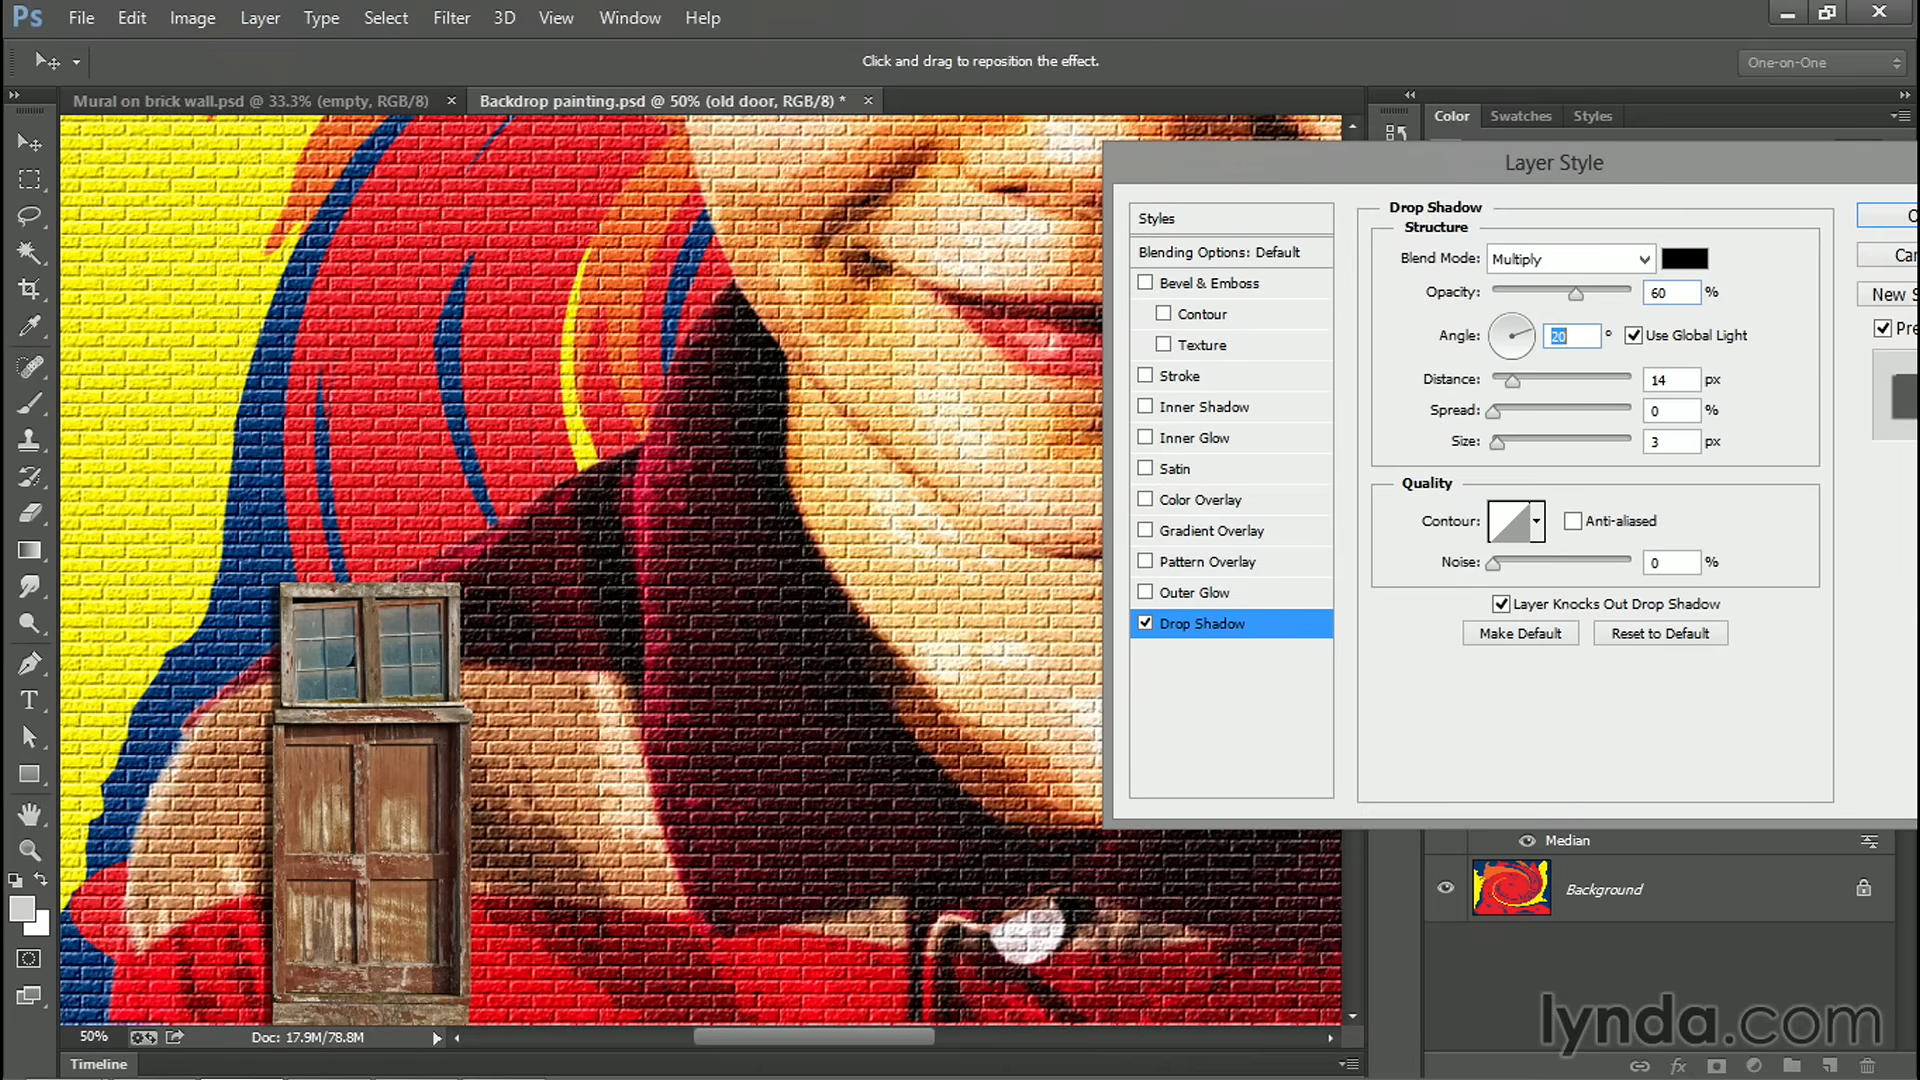 Ps File Edit Image Layer Type Select Filter 3D View Window Help
Click and drag to reposition the effect.
One-on-One
Mural on brick wall.psd @ 33.3% (empty, RGB/8) ×
Backdrop painting.psd @ 50% (old door, RGB/8) * ×
Color Swatches Styles
Layer Style
Styles
Blending Options: Default
Bevel & Emboss
Contour
Texture
Stroke
Inner Shadow
Inner Glow
Satin
Color Overlay
Gradient Overlay
Pattern Overlay
Outer Glow
Drop Shadow
Drop Shadow
Structure
Blend Mode: Multiply
Opacity: 60 %
Angle: 20 ° Use Global Light
Distance: 14 px
Spread: 0 %
Size: 3 px
Quality
Contour: Anti-aliased
Noise: 0 %
Layer Knocks Out Drop Shadow
Make Default Reset to Default
O
Can
New S
Pre
Median
Background
lynda.com
50% Doc: 17.9M/78.8M
Timeline
fx